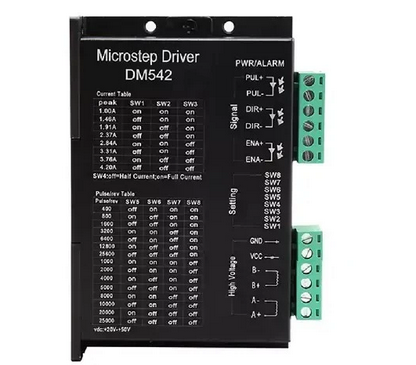 Microstep Driver
DM542
Current Table
peak SW1 SW2 SW3
1.00A on on on
1.46A off on on
1.91A on off on
2.37A off off on
2.84A on on off
3.31A off on off
3.76A on off off
4.20A off off off
SW4:off=Half Current;on=Full Current
Pulse/rev Table
Pulse/rev SW5 SW6 SW7 SW8
400 off on on on
800 on off on on
1600 off off on on
3200 on on off on
6400 off on off on
12800 on off off on
25600 off off off on
1000 on on on off
2000 off on on off
4000 on off on off
5000 off off on off
8000 on on off off
10000 off on off off
20000 on off off off
25000 off off off off
vdc:+20V-+50V
PWR/ALARM
PUL+
PUL-
DIR+
DIR-
ENA+
ENA-
Signal
SW8
SW7
SW6
SW5
SW4
SW3
SW2
SW1
Setting
GND
VCC
B-
B+
A-
A+
High Voltage